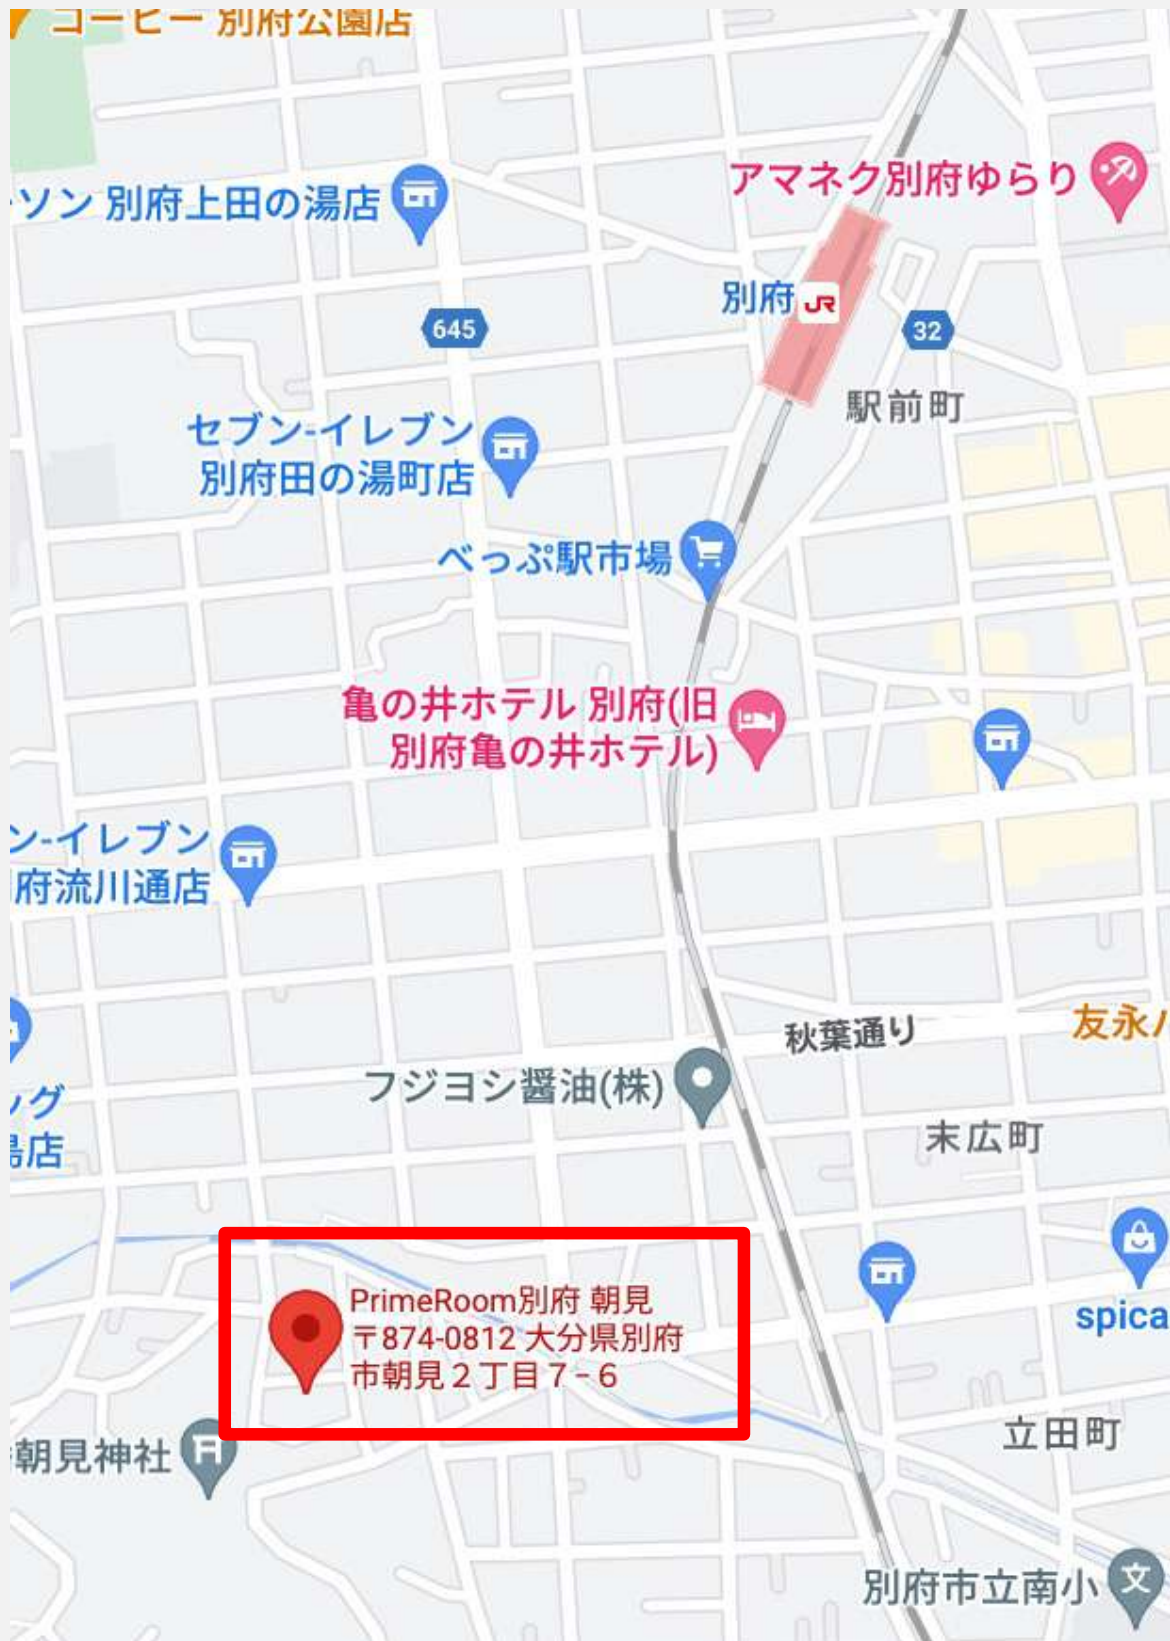 コーヒー 別府公園店
ソン 別府上田の湯店
アマネク別府ゆらり
別府
JR
645
32
駅前町
セブン-イレブン
別府田の湯町店
べっぷ駅市場
亀の井ホテル 別府(旧
別府亀の井ホテル)
ン-イレブン
府流川通店
秋葉通り
友永パ
フジヨシ醤油(株)
ッグ
店
末広町
PrimeRoom別府 朝見
〒874-0812 大分県別府
市朝見２丁目７−６
spica
朝見神社
立田町
別府市立南小
文